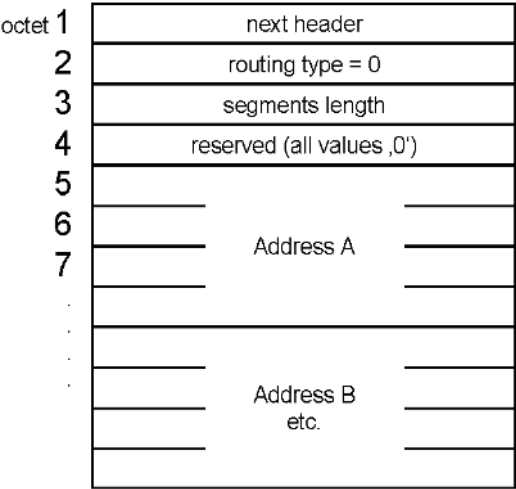 octet 1 next header
2 routing type = 0
3 segments length
4 reserved (all values ‚0‘)
5
6
7 Address A
.
.
.
.
Address B
etc.